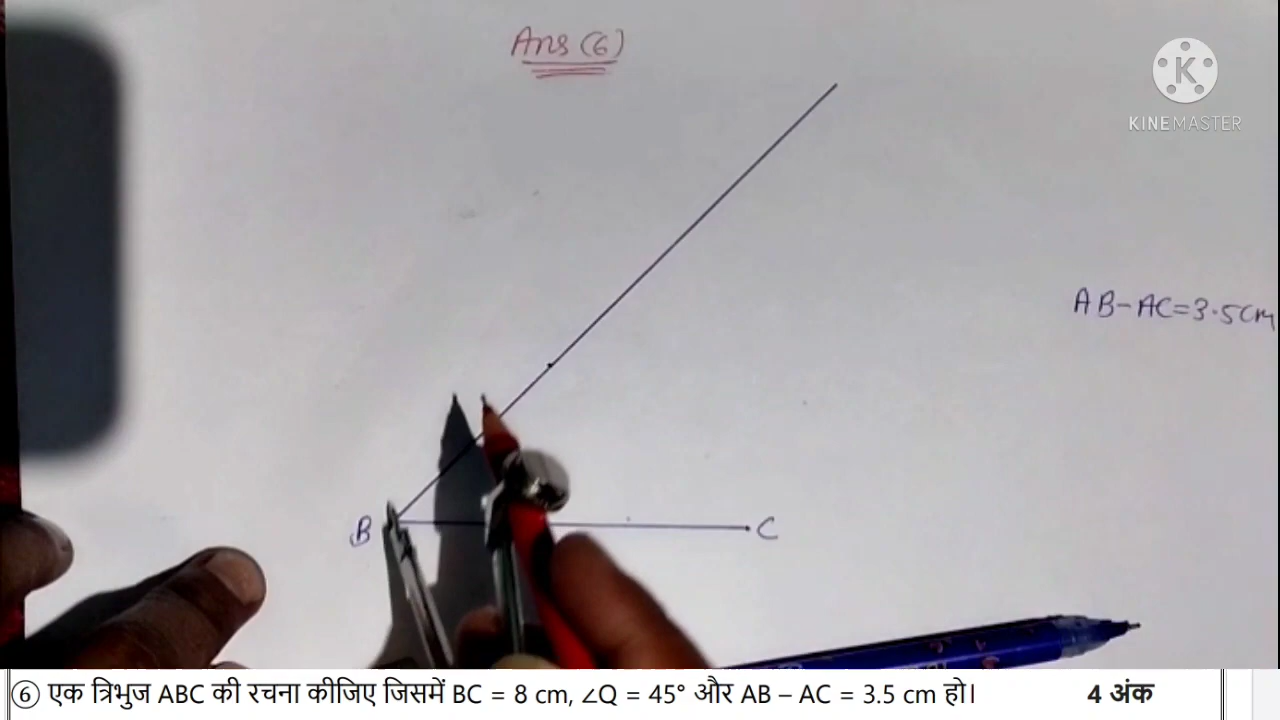 Ans (6)
KINEMASTER
AB-AC=3.5cm
B
C
⑥ एक त्रिभुज ABC की रचना कीजिए जिसमें BC = 8 cm, ∠Q = 45° और AB – AC = 3.5 cm हो। 4 अंक